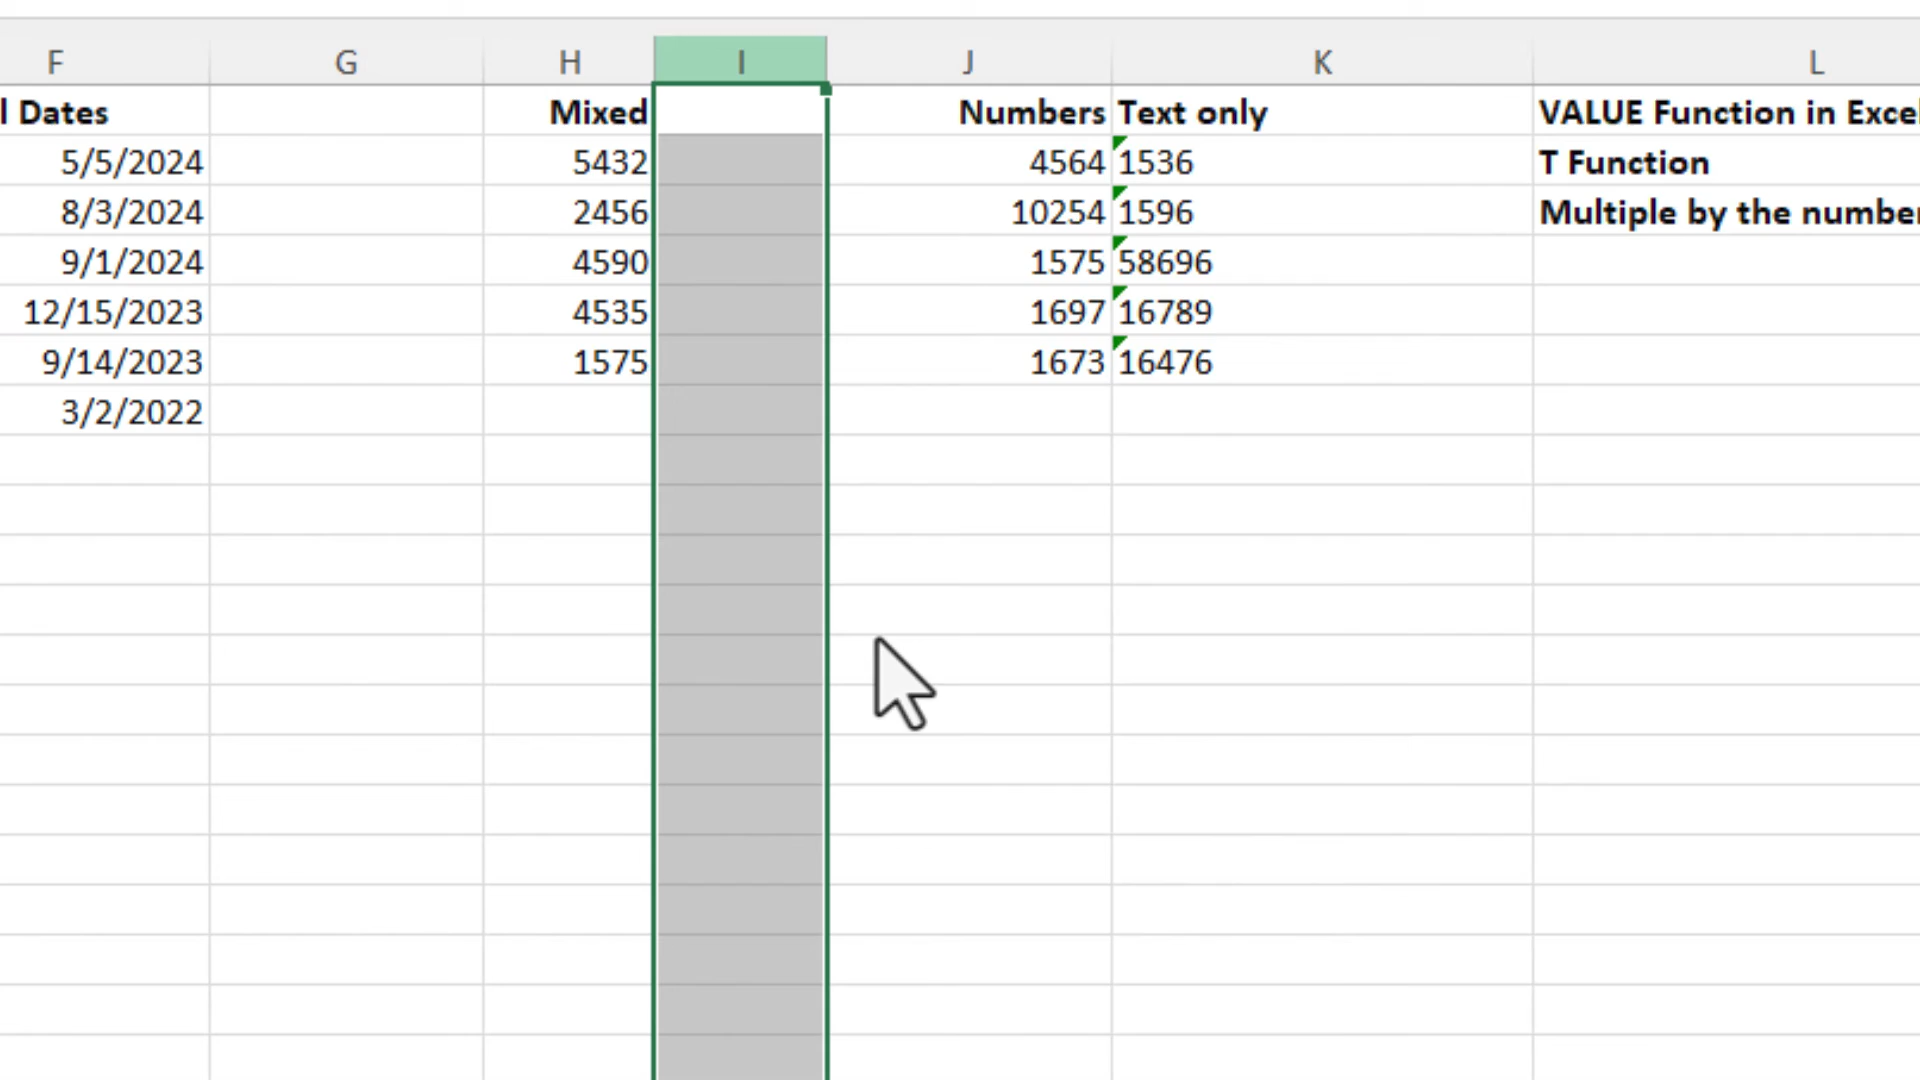 F G H I J K L
l Dates Mixed Numbers Text only VALUE Function in Excel
5/5/2024 5432 4564 1536 T Function
8/3/2024 2456 10254 1596 Multiple by the number
9/1/2024 4590 1575 58696
12/15/2023 4535 1697 16789
9/14/2023 1575 1673 16476
3/2/2022